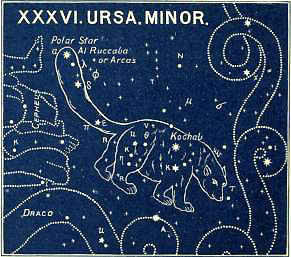 XXXVI. URSA. MINOR.
Polar Star
α Al Ruccaba
or Arcas
CEPHEUS
Kochab
DRACO